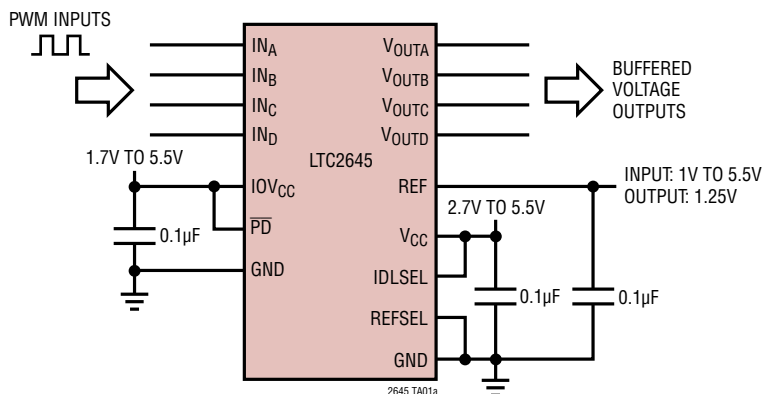 PWM INPUTS
IN_A
IN_B
IN_C
IN_D
1.7V TO 5.5V
IOV_CC
PD
0.1µF
GND
LTC2645
V_OUTA
V_OUTB
V_OUTC
V_OUTD
BUFFERED
VOLTAGE
OUTPUTS
REF
INPUT: 1V TO 5.5V
OUTPUT: 1.25V
2.7V TO 5.5V
V_CC
IDLSEL
0.1µF
0.1µF
REFSEL
GND
2645 TA01a